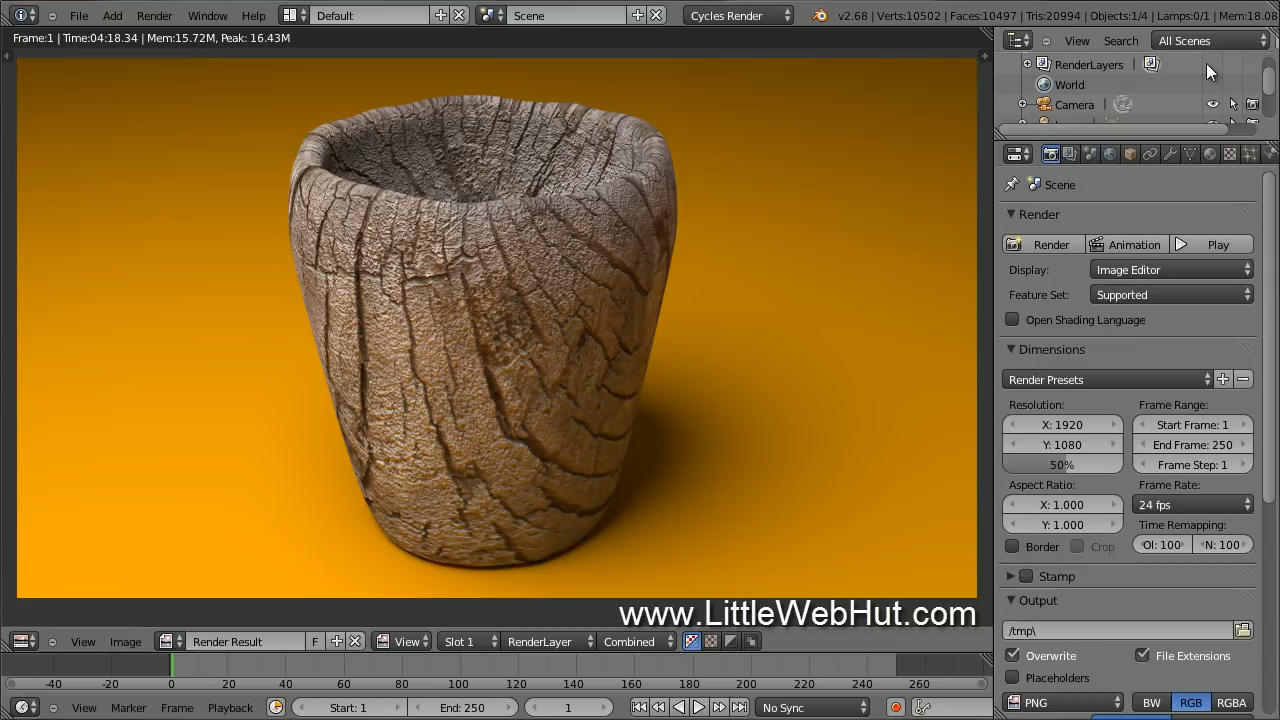 File Add Render Window Help Default Scene Cycles Render v2.68 | Verts:10502 | Faces:10497 | Tris:20994 | Objects:1/4 | Lamps:0/1 | Mem:18.08
Frame:1 | Time:04:18.34 | Mem:15.72M, Peak: 16.43M
View Search All Scenes
RenderLayers
World
Camera
Scene
Render
Render Animation Play
Display: Image Editor
Feature Set: Supported
Open Shading Language
Dimensions
Render Presets
Resolution: Frame Range:
X: 1920 Start Frame: 1
Y: 1080 End Frame: 250
50% Frame Step: 1
Aspect Ratio: Frame Rate:
X: 1.000 24 fps
Y: 1.000 Time Remapping:
Border Crop Ol: 100 N: 100
Stamp
Output
/tmp\
Overwrite File Extensions
Placeholders
PNG BW RGB RGBA
www.LittleWebHut.com
View Image Render Result F View Slot 1 RenderLayer Combined
-40 -20 0 20 40 60 80 100 120 140 160 180 200 220 240 260
View Marker Frame Playback Start: 1 End: 250 1 No Sync